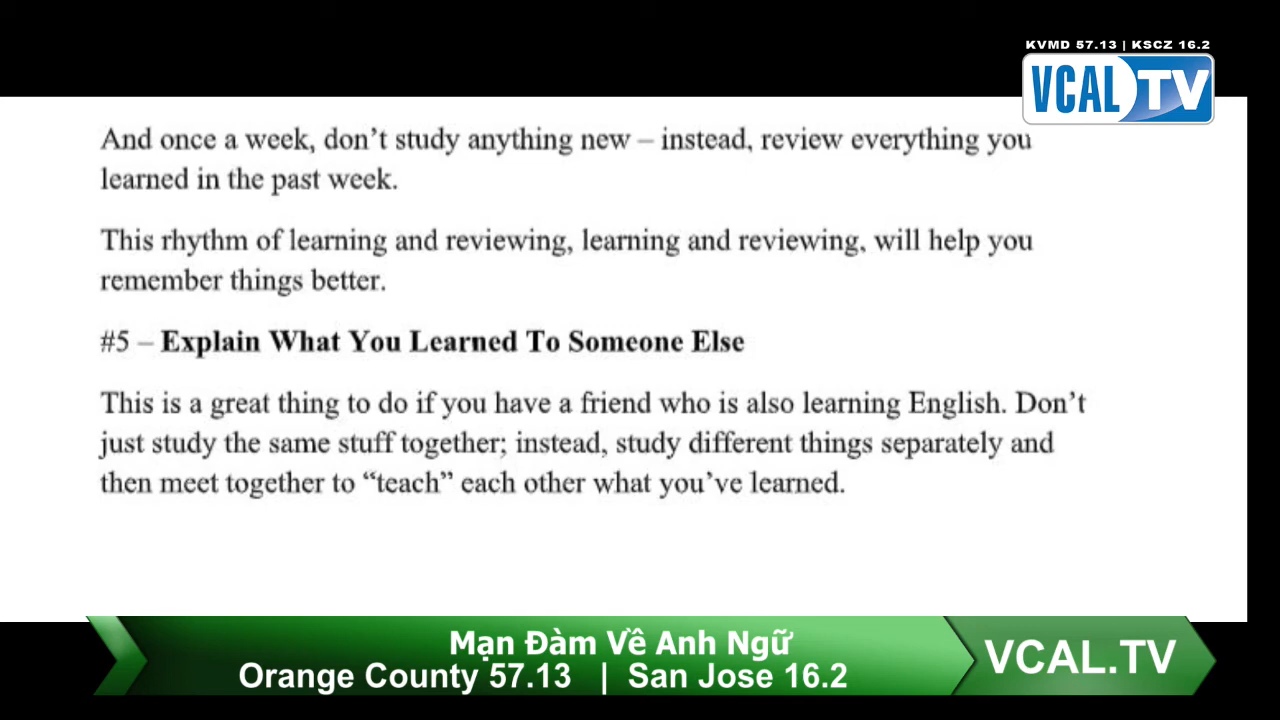 KVMD 57.13 | KSCZ 16.2
VCAL TV
And once a week, don’t study anything new – instead, review everything you
learned in the past week.
This rhythm of learning and reviewing, learning and reviewing, will help you
remember things better.
#5 – Explain What You Learned To Someone Else
This is a great thing to do if you have a friend who is also learning English. Don’t
just study the same stuff together; instead, study different things separately and
then meet together to “teach” each other what you’ve learned.
Mạn Đàm Về Anh Ngữ
Orange County 57.13 | San Jose 16.2
VCAL.TV